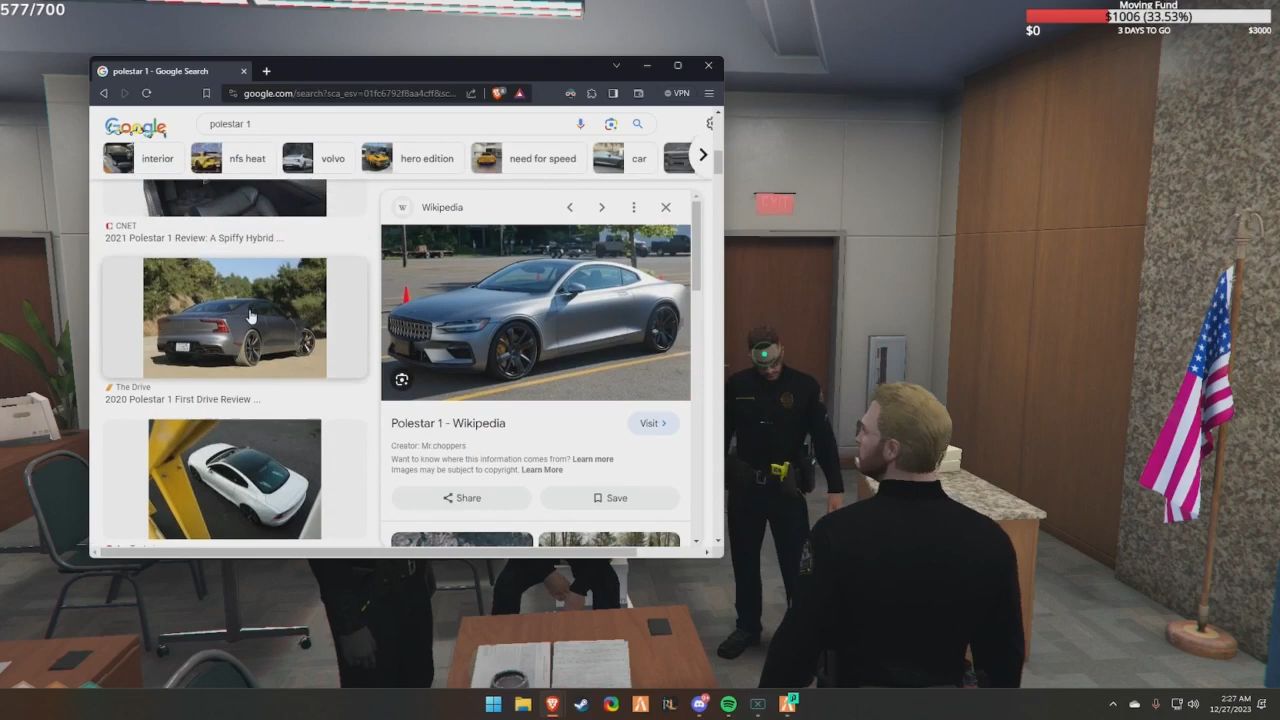 577/700
Moving Fund
$1006 (33.53%)
$0
3 DAYS TO GO
$3000
polestar 1 - Google Search
google.com/search?sca_esv=01fc6792f8aa4cff&sc...
VPN
Google
polestar 1
interior
nfs heat
volvo
hero edition
need for speed
car
CNET
2021 Polestar 1 Review: A Spiffy Hybrid ...
The Drive
2020 Polestar 1 First Drive Review ...
W
Wikipedia
Polestar 1 - Wikipedia
Visit
Creator: Mr.choppers
Want to know where this information comes from? Learn more
Images may be subject to copyright. Learn More
Share
Save
EXIT
2:27 AM
12/27/2023